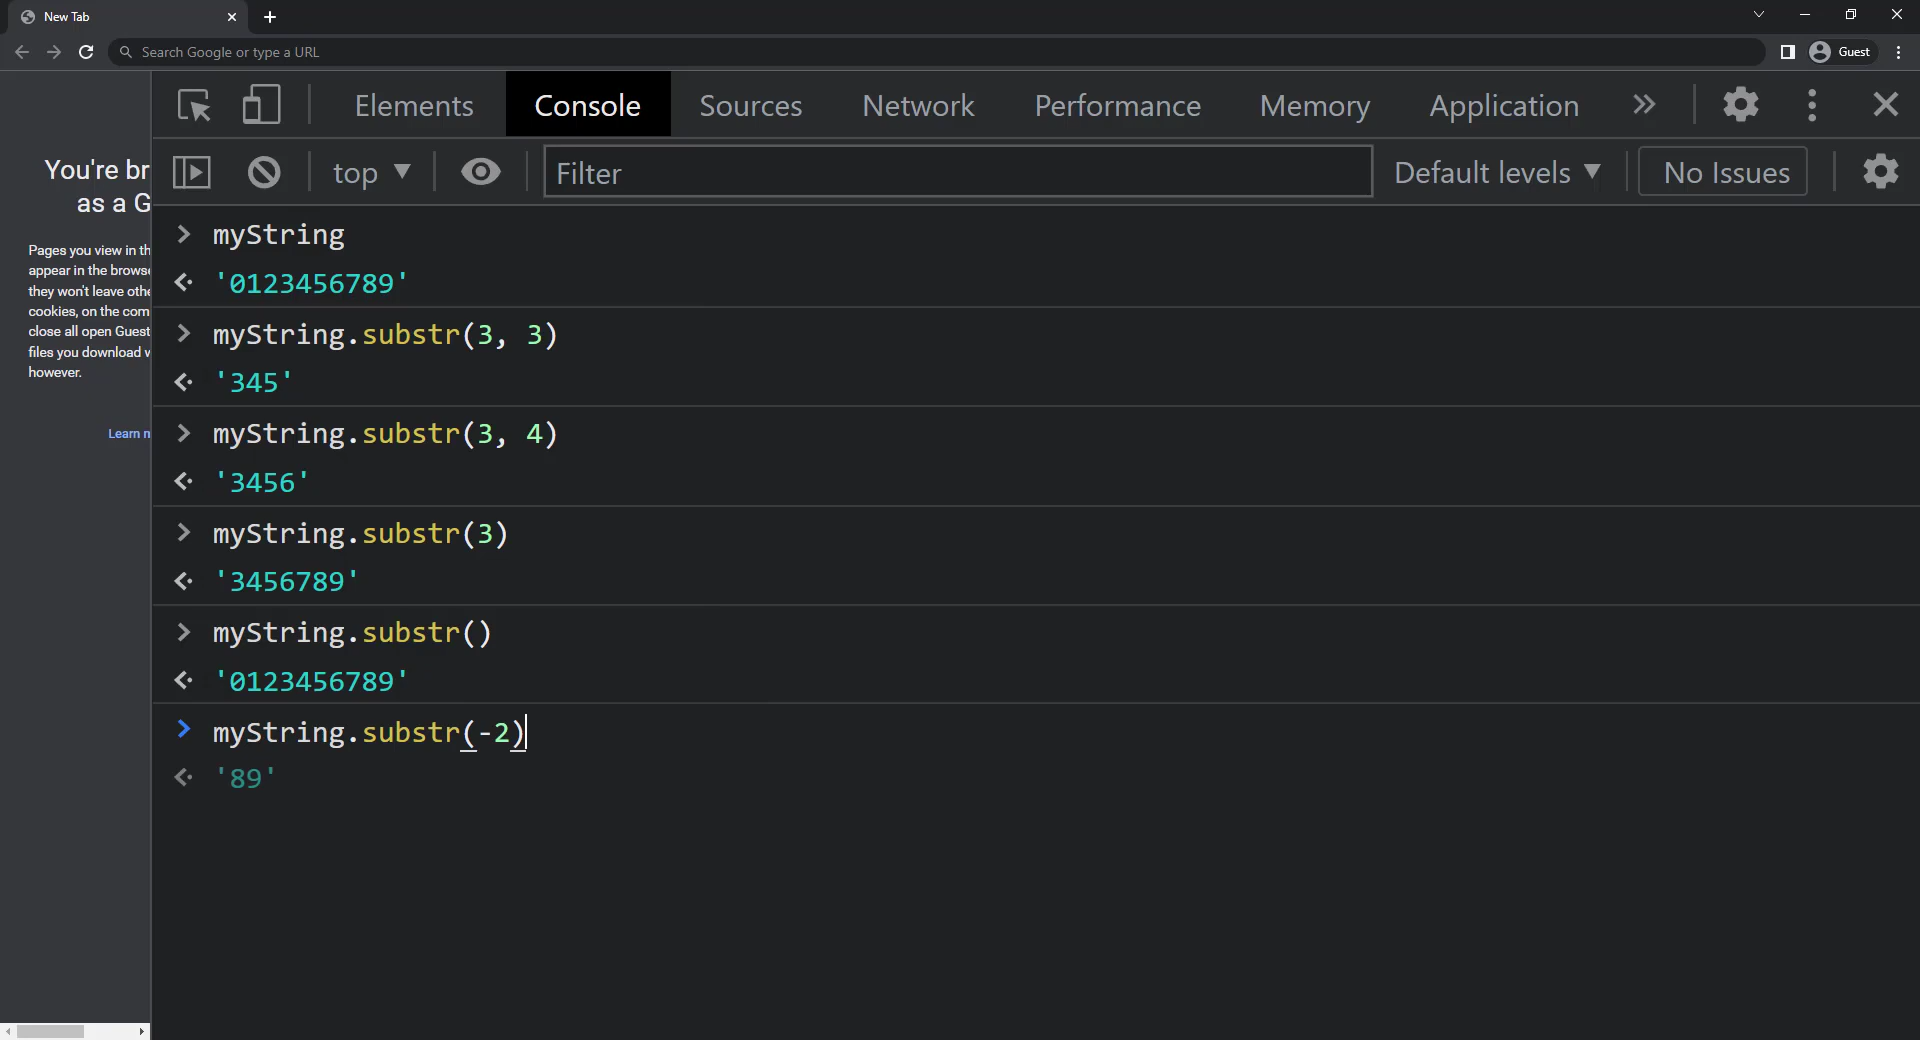 New Tab
Search Google or type a URL
Guest
Elements Console Sources Network Performance Memory Application
top Filter Default levels No Issues
You're br
as a G
Pages you view in th
appear in the browse
they won't leave othe
cookies, on the com
close all open Guest
files you download w
however.
Learn n
> myString
'0123456789'
> myString.substr(3, 3)
'345'
> myString.substr(3, 4)
'3456'
> myString.substr(3)
'3456789'
> myString.substr()
'0123456789'
> myString.substr(-2)
'89'